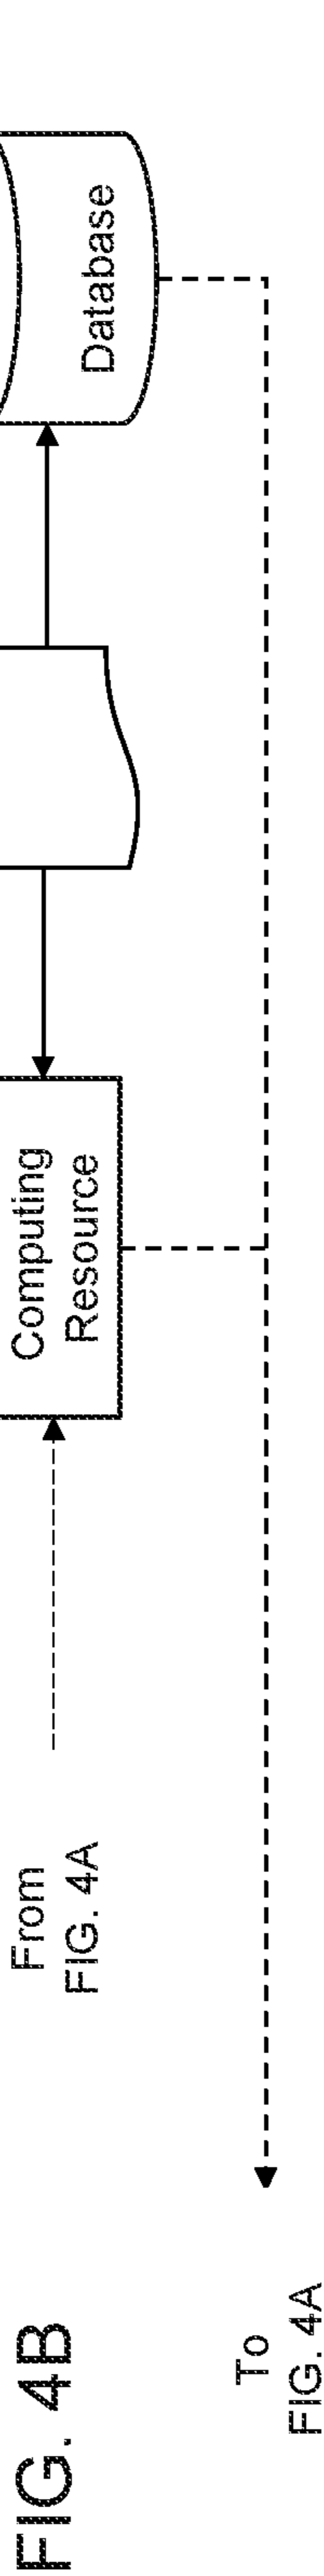 FIG. 4B
From
FIG. 4A
Computing
Resource
Database
To
FIG. 4A